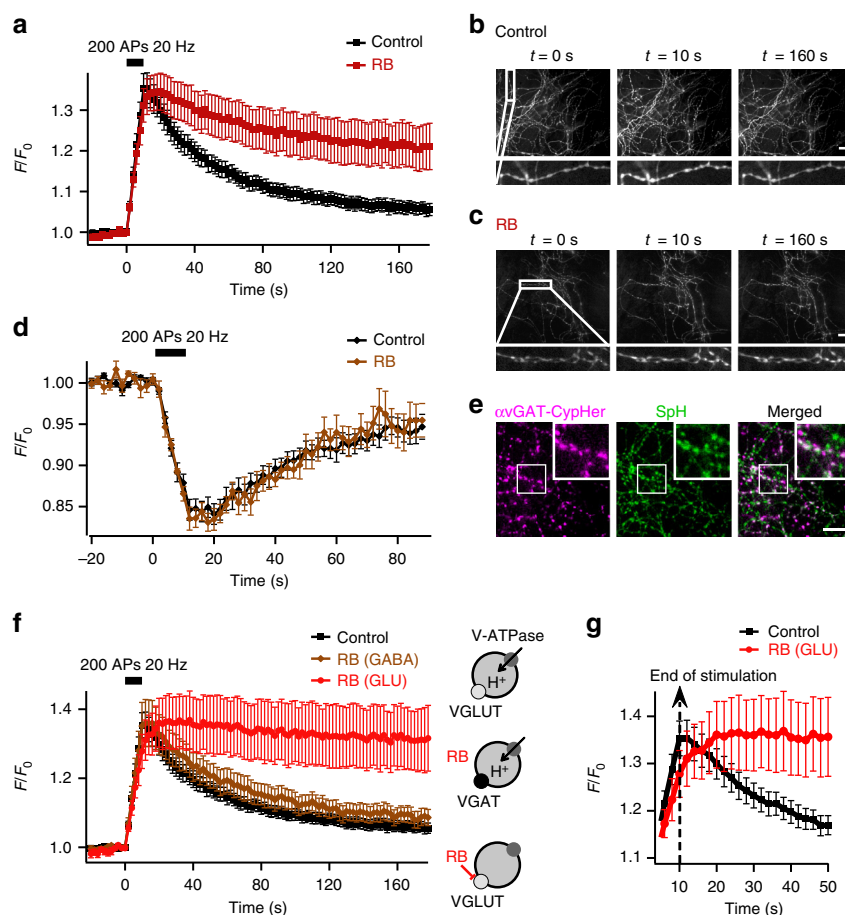 a
200 APs 20 Hz
Control
RB
1.3
1.2
1.1
1.0
F/F0
0 40 80 120 160
Time (s)
b
Control
t = 0 s t = 10 s t = 160 s
c
RB
t = 0 s t = 10 s t = 160 s
d
200 APs 20 Hz
Control
RB
1.00
0.95
0.90
0.85
F/F0
−20 0 20 40 60 80
Time (s)
e
αvGAT-CypHer SpH Merged
f
200 APs 20 Hz
Control
RB (GABA)
RB (GLU)
1.4
1.2
1.0
F/F0
0 40 80 120 160
Time (s)
V-ATPase
H+
VGLUT
RB
H+
VGAT
RB
VGLUT
g
Control
RB (GLU)
End of stimulation
1.4
1.3
1.2
1.1
F/F0
10 20 30 40 50
Time (s)